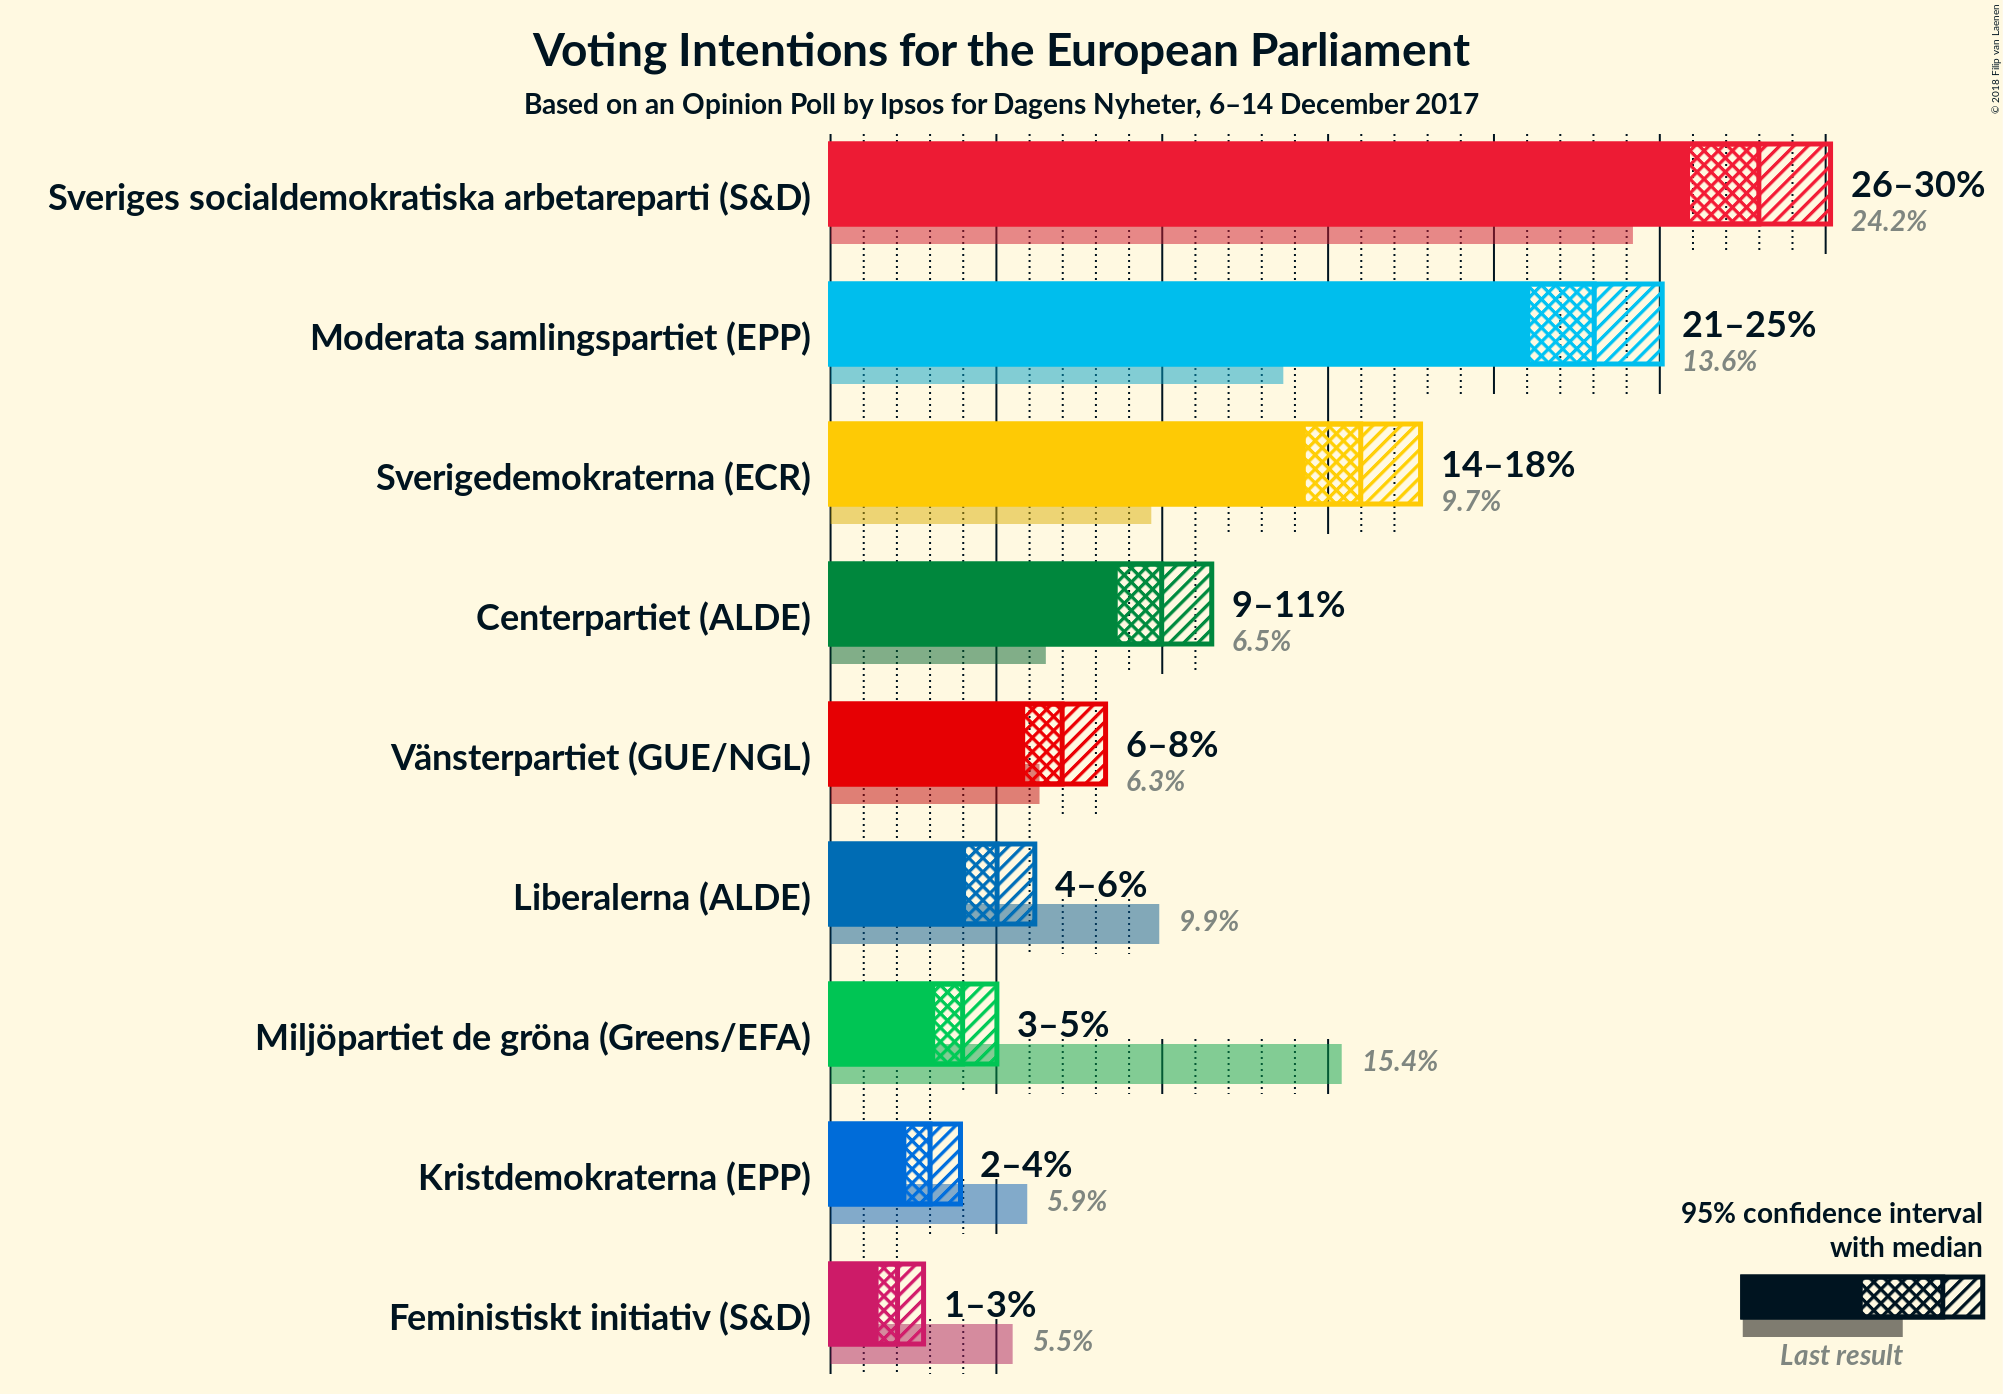 Voting Intentions for the European Parliament
Based on an Opinion Poll by Ipsos for Dagens Nyheter, 6–14 December 2017
© 2018 Filip van Laenen
Sveriges socialdemokratiska arbetareparti (S&D)
26–30%
24.2%
Moderata samlingspartiet (EPP)
21–25%
13.6%
Sverigedemokraterna (ECR)
14–18%
9.7%
Centerpartiet (ALDE)
9–11%
6.5%
Vänsterpartiet (GUE/NGL)
6–8%
6.3%
Liberalerna (ALDE)
4–6%
9.9%
Miljöpartiet de gröna (Greens/EFA)
3–5%
15.4%
Kristdemokraterna (EPP)
2–4%
5.9%
Feministiskt initiativ (S&D)
1–3%
5.5%
95% confidence interval
with median
Last result